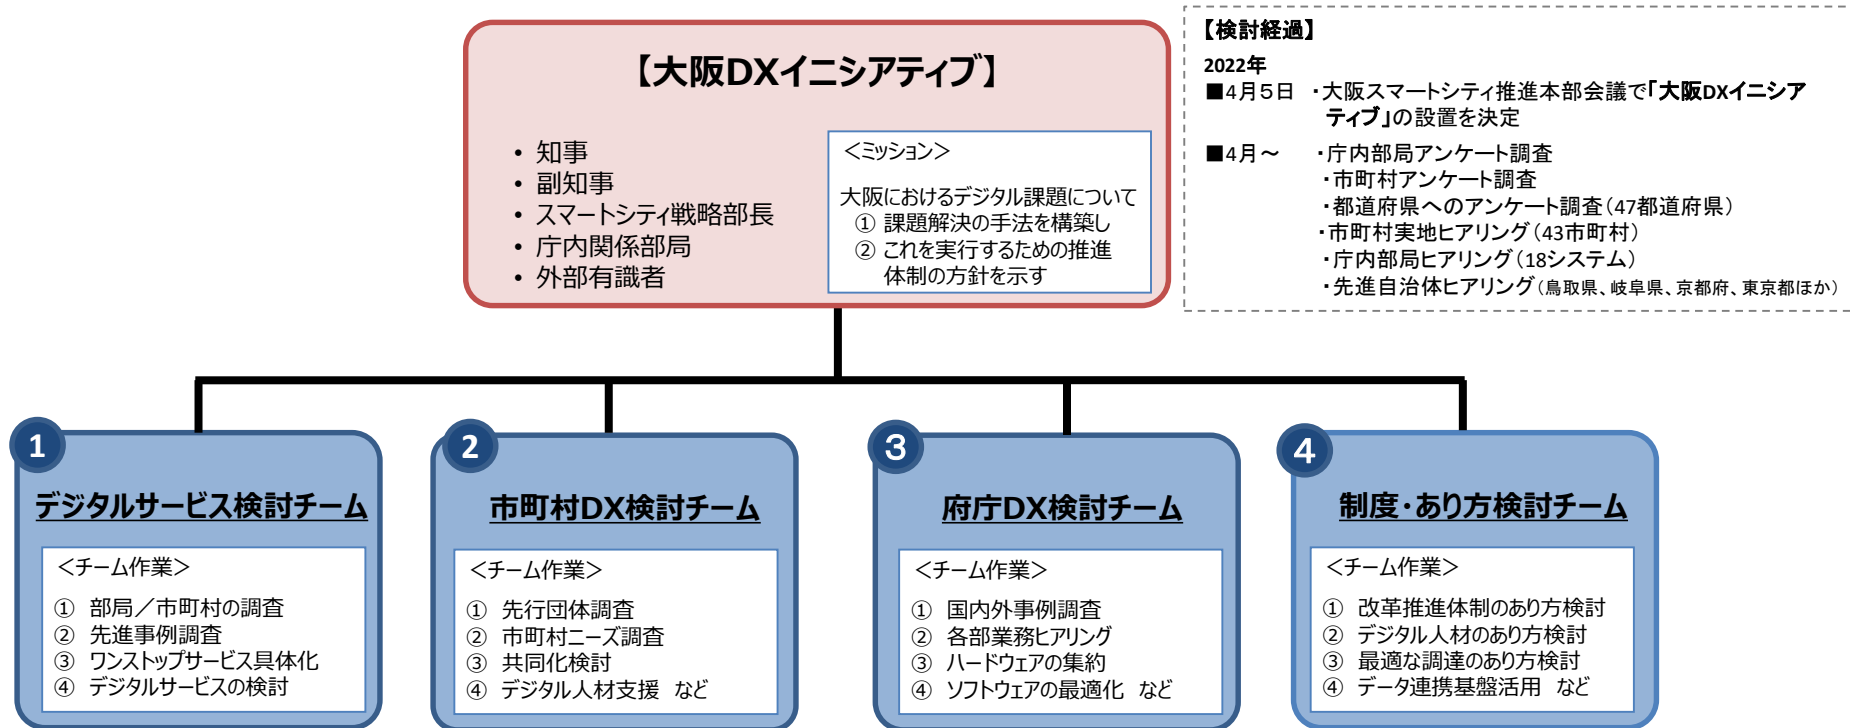 【大阪DXイニシアティブ】
• 知事
• 副知事
• スマートシティ戦略部長
• 庁内関係部局
• 外部有識者
＜ミッション＞
大阪におけるデジタル課題について
① 課題解決の手法を構築し
② これを実行するための推進
体制の方針を示す
【検討経過】
2022年
■4月５日 ・大阪スマートシティ推進本部会議で「大阪DXイニシア
ティブ」の設置を決定
■4月～ ・庁内部局アンケート調査
・市町村アンケート調査
・都道府県へのアンケート調査（47都道府県）
・市町村実地ヒアリング（43市町村）
・庁内部局ヒアリング（18システム）
・先進自治体ヒアリング（鳥取県、岐阜県、京都府、東京都ほか）
1
デジタルサービス検討チーム
＜チーム作業＞
① 部局／市町村の調査
② 先進事例調査
③ ワンストップサービス具体化
④ デジタルサービスの検討
2
市町村DX検討チーム
＜チーム作業＞
① 先行団体調査
② 市町村ニーズ調査
③ 共同化検討
④ デジタル人材支援 など
３
府庁DX検討チーム
＜チーム作業＞
① 国内外事例調査
② 各部業務ヒアリング
③ ハードウェアの集約
④ ソフトウェアの最適化 など
４
制度・あり方検討チーム
＜チーム作業＞
① 改革推進体制のあり方検討
② デジタル人材のあり方検討
③ 最適な調達のあり方検討
④ データ連携基盤活用 など